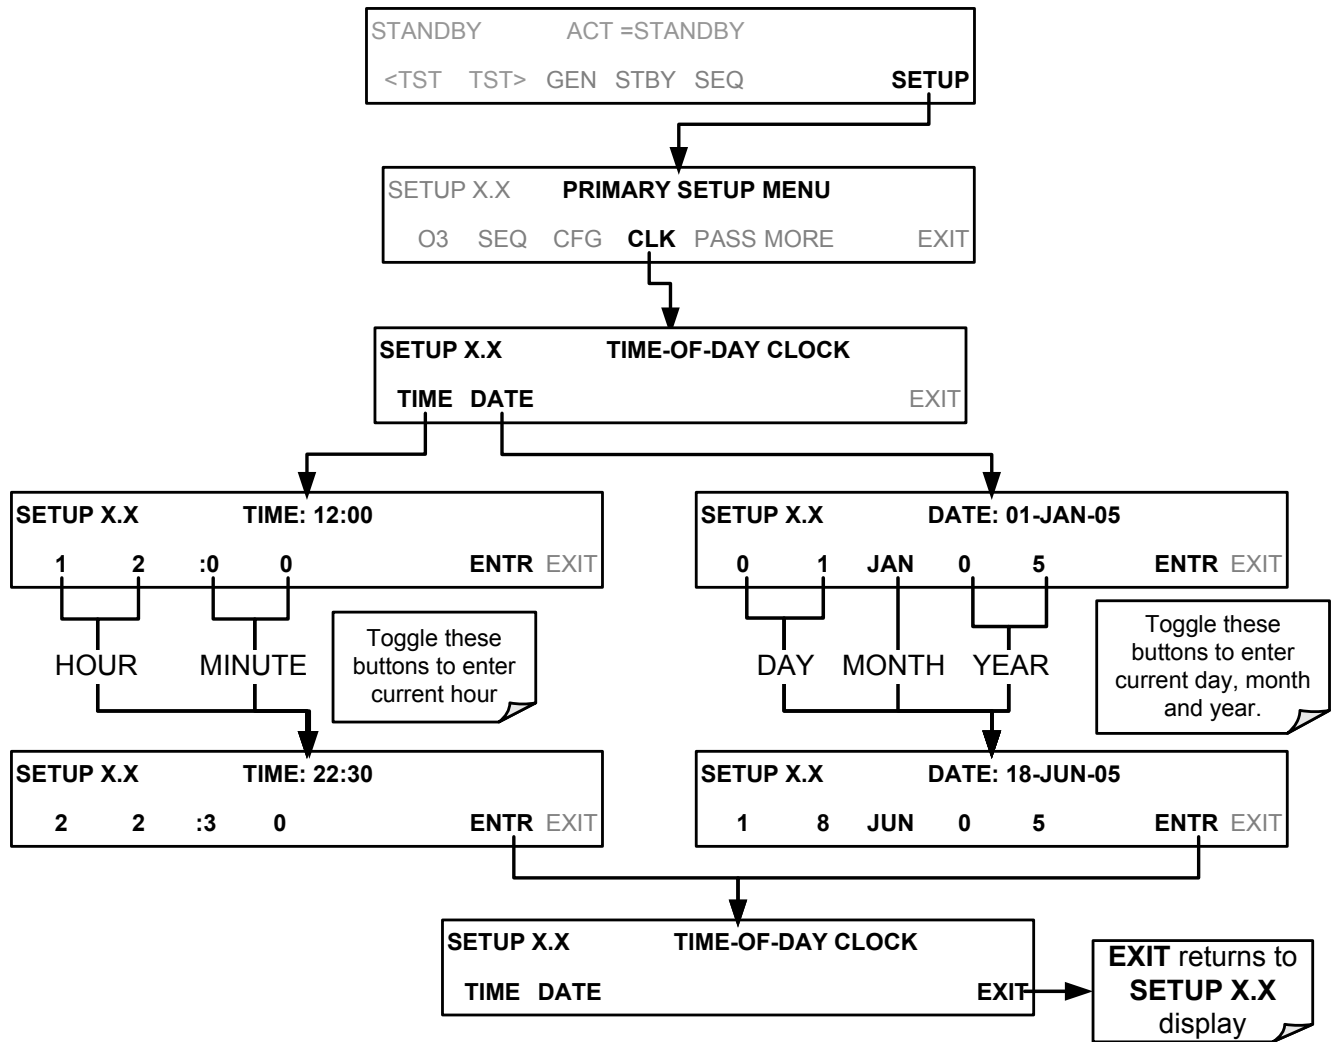 STANDBY ACT =STANDBY
<TST TST> GEN STBY SEQ SETUP
SETUP X.X PRIMARY SETUP MENU
O3 SEQ CFG CLK PASS MORE EXIT
SETUP X.X TIME-OF-DAY CLOCK
TIME DATE EXIT
SETUP X.X TIME: 12:00
1 2 :0 0 ENTR EXIT
HOUR MINUTE
Toggle these
buttons to enter
current hour
SETUP X.X TIME: 22:30
2 2 :3 0 ENTR EXIT
SETUP X.X DATE: 01-JAN-05
0 1 JAN 0 5 ENTR EXIT
DAY MONTH YEAR
Toggle these
buttons to enter
current day, month
and year.
SETUP X.X DATE: 18-JUN-05
1 8 JUN 0 5 ENTR EXIT
SETUP X.X TIME-OF-DAY CLOCK
TIME DATE EXIT
EXIT returns to
SETUP X.X
display